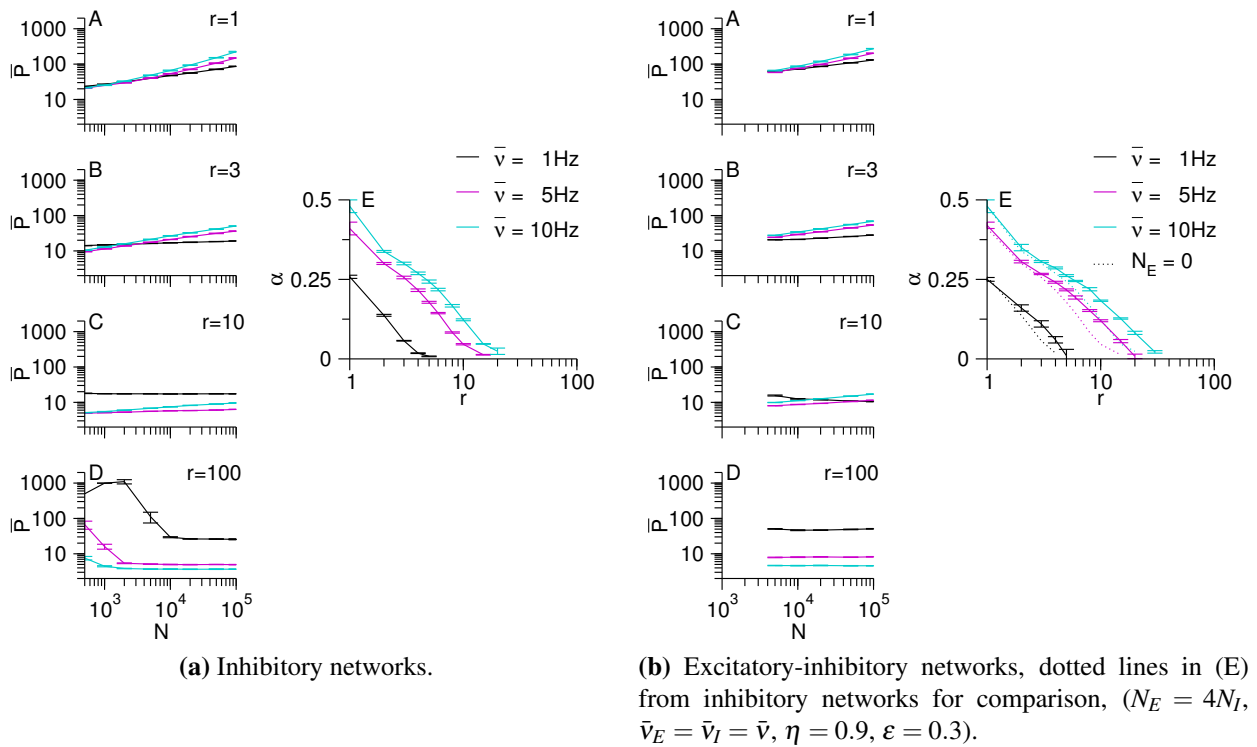 A r=1
1000
100
10
P̅
B r=3
1000
100
10
P̅
C r=10
1000
100
10
P̅
D r=100
1000
100
10
P̅
10³ 10⁴ 10⁵
N
ν̅ = 1Hz
ν̅ = 5Hz
ν̅ = 10Hz
E
0.5
0.25
0
α
1 10 100
r
(a) Inhibitory networks.
A r=1
1000
100
10
P̅
B r=3
1000
100
10
P̅
C r=10
1000
100
10
P̅
D r=100
1000
100
10
P̅
10³ 10⁴ 10⁵
N
ν̅ = 1Hz
ν̅ = 5Hz
ν̅ = 10Hz
N_E = 0
E
0.5
0.25
0
α
1 10 100
r
(b) Excitatory-inhibitory networks, dotted lines in (E)
from inhibitory networks for comparison, (N_E = 4N_I,
ν̅_E = ν̅_I = ν̅, η = 0.9, ε = 0.3).